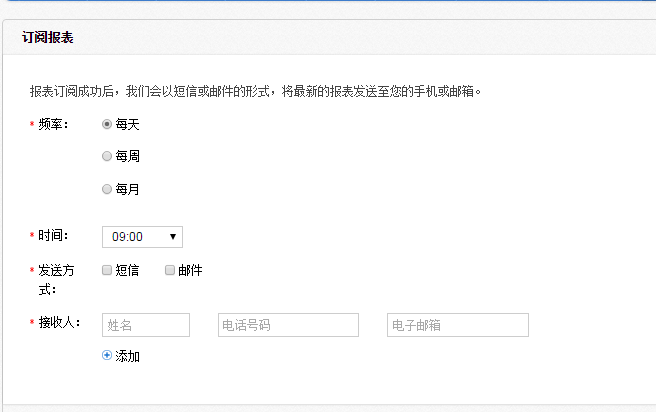 订阅报表
报表订阅成功后，我们会以短信或邮件的形式，将最新的报表发送至您的手机或邮箱。
* 频率： 每天
每周
每月
* 时间： 09:00
* 发送方式： 短信 邮件
* 接收人： 姓名 电话号码 电子邮箱
添加